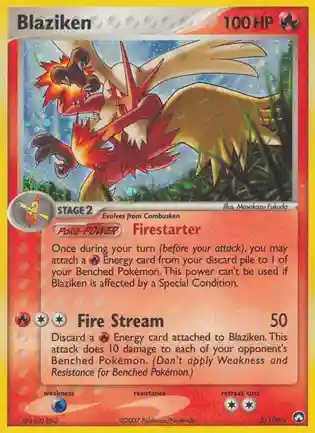 Blaziken 100 HP
Illus. Masakazu Fukuda
STAGE 2 Evolves from Combusken
Poké-POWER Firestarter
Once during your turn (before your attack), you may
attach a Energy card from your discard pile to 1 of
your Benched Pokémon. This power can't be used if
Blaziken is affected by a Special Condition.
Fire Stream 50
Discard a Energy card attached to Blaziken. This
attack does 10 damage to each of your opponent's
Benched Pokémon. (Don't apply Weakness and
Resistance for Benched Pokémon.)
weakness resistance retreat cost
©2007 Pokémon/Nintendo